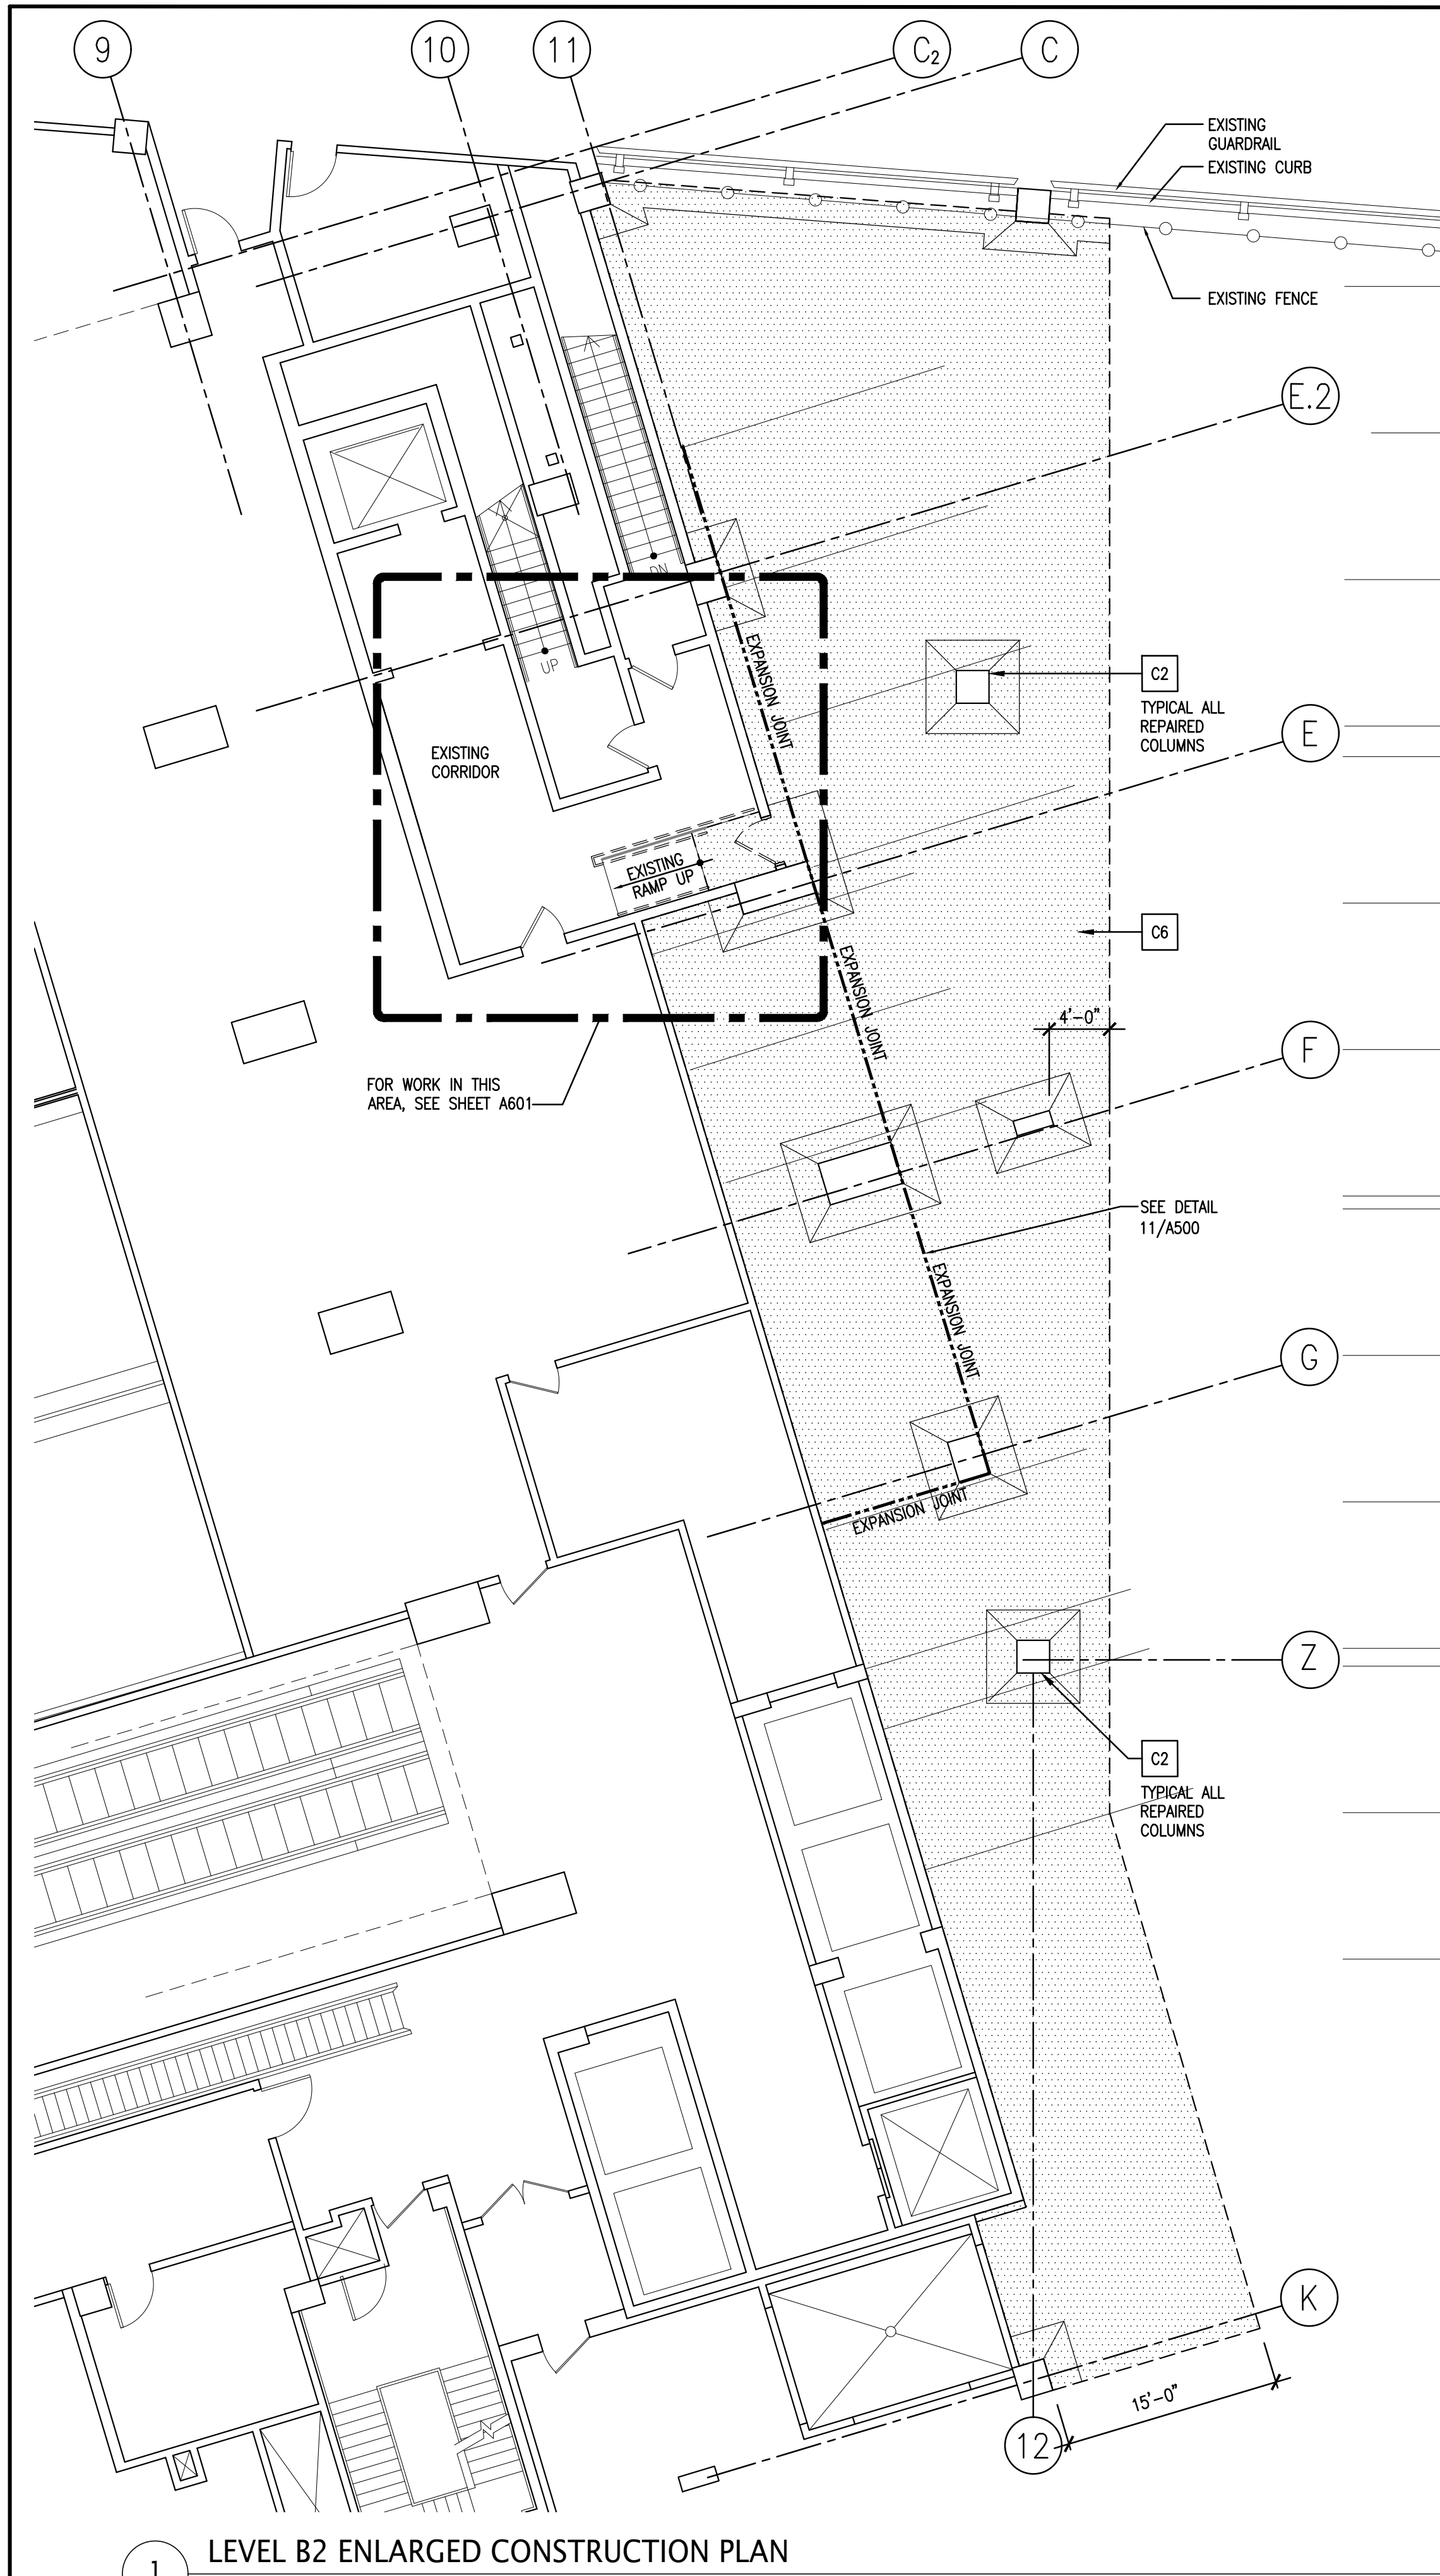 9
10
11
C2
C
EXISTING
GUARDRAIL
EXISTING CURB
EXISTING FENCE
E.2
DN
UP
EXPANSION JOINT
C2
TYPICAL ALL
REPAIRED
COLUMNS
E
EXISTING
CORRIDOR
EXISTING
RAMP UP
C6
EXPANSION JOINT
4'-0"
F
FOR WORK IN THIS
AREA, SEE SHEET A601
SEE DETAIL
11/A500
EXPANSION JOINT
G
EXPANSION JOINT
Z
C2
TYPICAL ALL
REPAIRED
COLUMNS
K
15'-0"
12
1
LEVEL B2 ENLARGED CONSTRUCTION PLAN